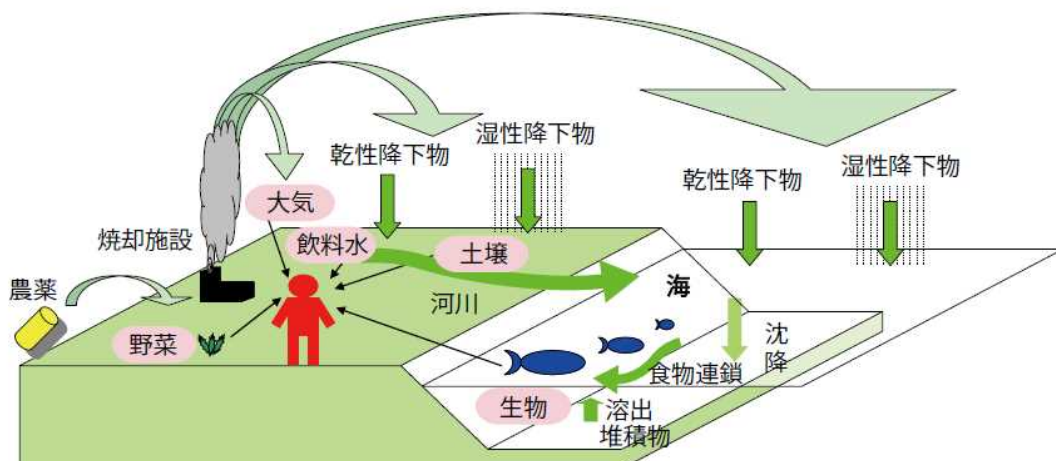 湿性降下物
乾性降下物
湿性降下物
乾性降下物
大気
焼却施設
飲料水
土壌
海
農薬
河川
野菜
沈
降
食物連鎖
生物
溶出
堆積物